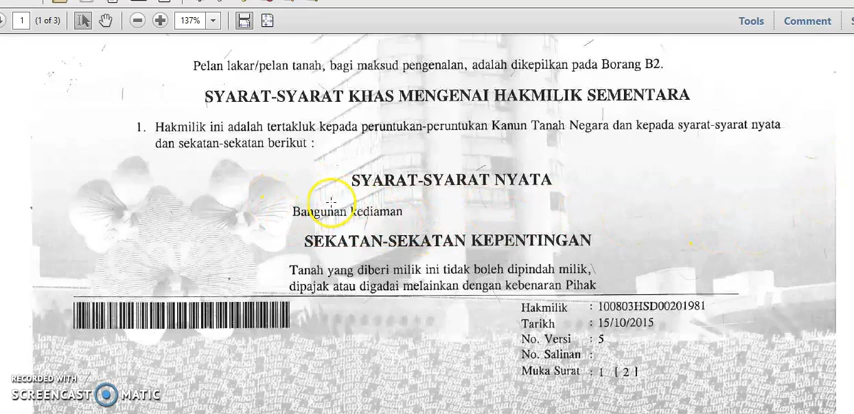 1 (1 of 3) 137% Tools Comment
Pelan lakar/pelan tanah, bagi maksud pengenalan, adalah dikepilkan pada Borang B2.
SYARAT-SYARAT KHAS MENGENAI HAKMILIK SEMENTARA
1. Hakmilik ini adalah tertakluk kepada peruntukan-peruntukan Kanun Tanah Negara dan kepada syarat-syarat nyata
dan sekatan-sekatan berikut :
SYARAT-SYARAT NYATA
Bangunan kediaman
SEKATAN-SEKATAN KEPENTINGAN
Tanah yang diberi milik ini tidak boleh dipindah milik,
dipajak atau digadai melainkan dengan kebenaran Pihak
Hakmilik : 100803HSD00201981
Tarikh : 15/10/2015
No. Versi : 5
No. Salinan :
Muka Surat : 1 [ 2 ]
RECORDED WITH
SCREENCAST MATIC